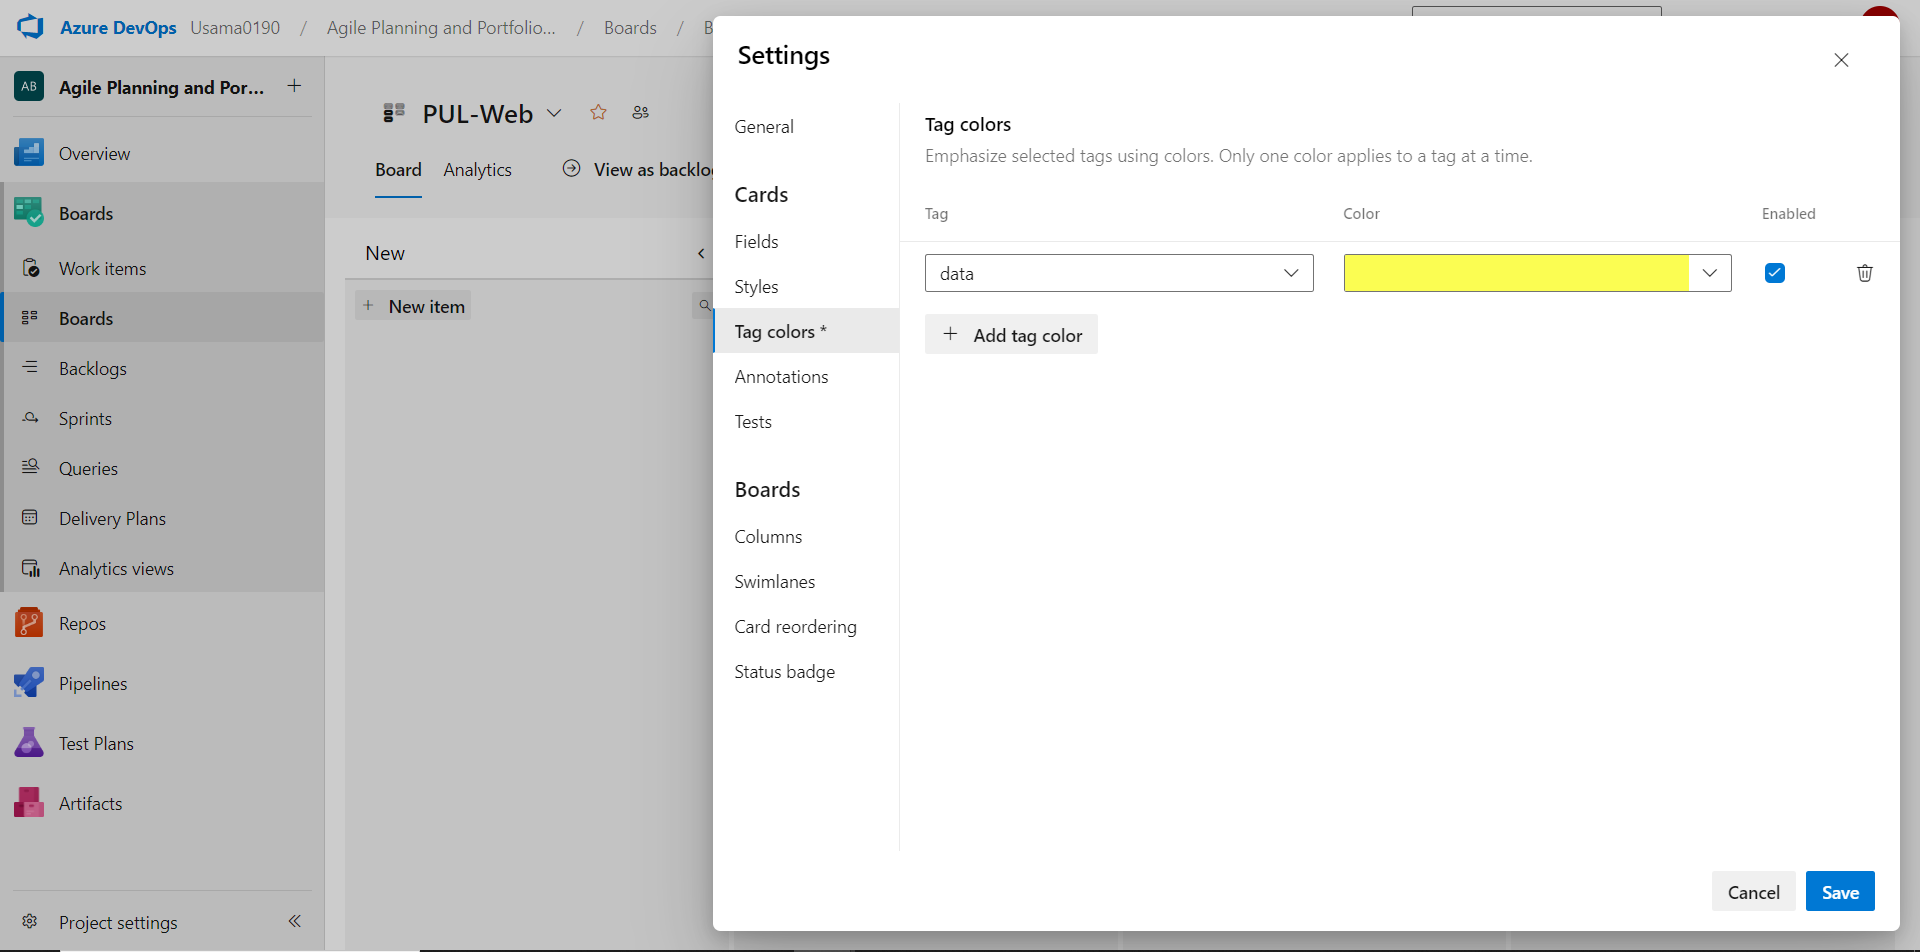 Azure DevOps Usama0190 / Agile Planning and Portfolio... / Boards / B
AB Agile Planning and Por... +
Overview
Boards
Work items
Boards
Backlogs
Sprints
Queries
Delivery Plans
Analytics views
Repos
Pipelines
Test Plans
Artifacts
Project settings
PUL-Web
Board Analytics View as backlog
New
+ New item
Settings
General
Cards
Fields
Styles
Tag colors *
Annotations
Tests
Boards
Columns
Swimlanes
Card reordering
Status badge
Tag colors
Emphasize selected tags using colors. Only one color applies to a tag at a time.
Tag Color Enabled
data
+ Add tag color
Cancel Save